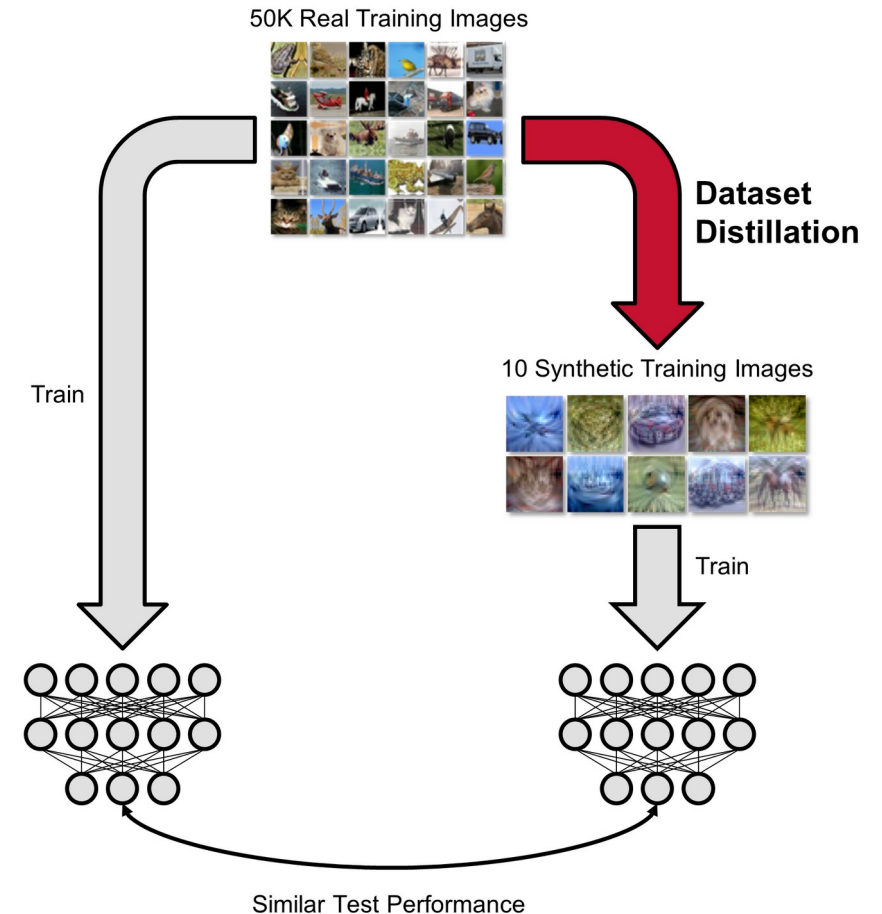 50K Real Training Images
Dataset
Distillation
10 Synthetic Training Images
Train
Train
Similar Test Performance